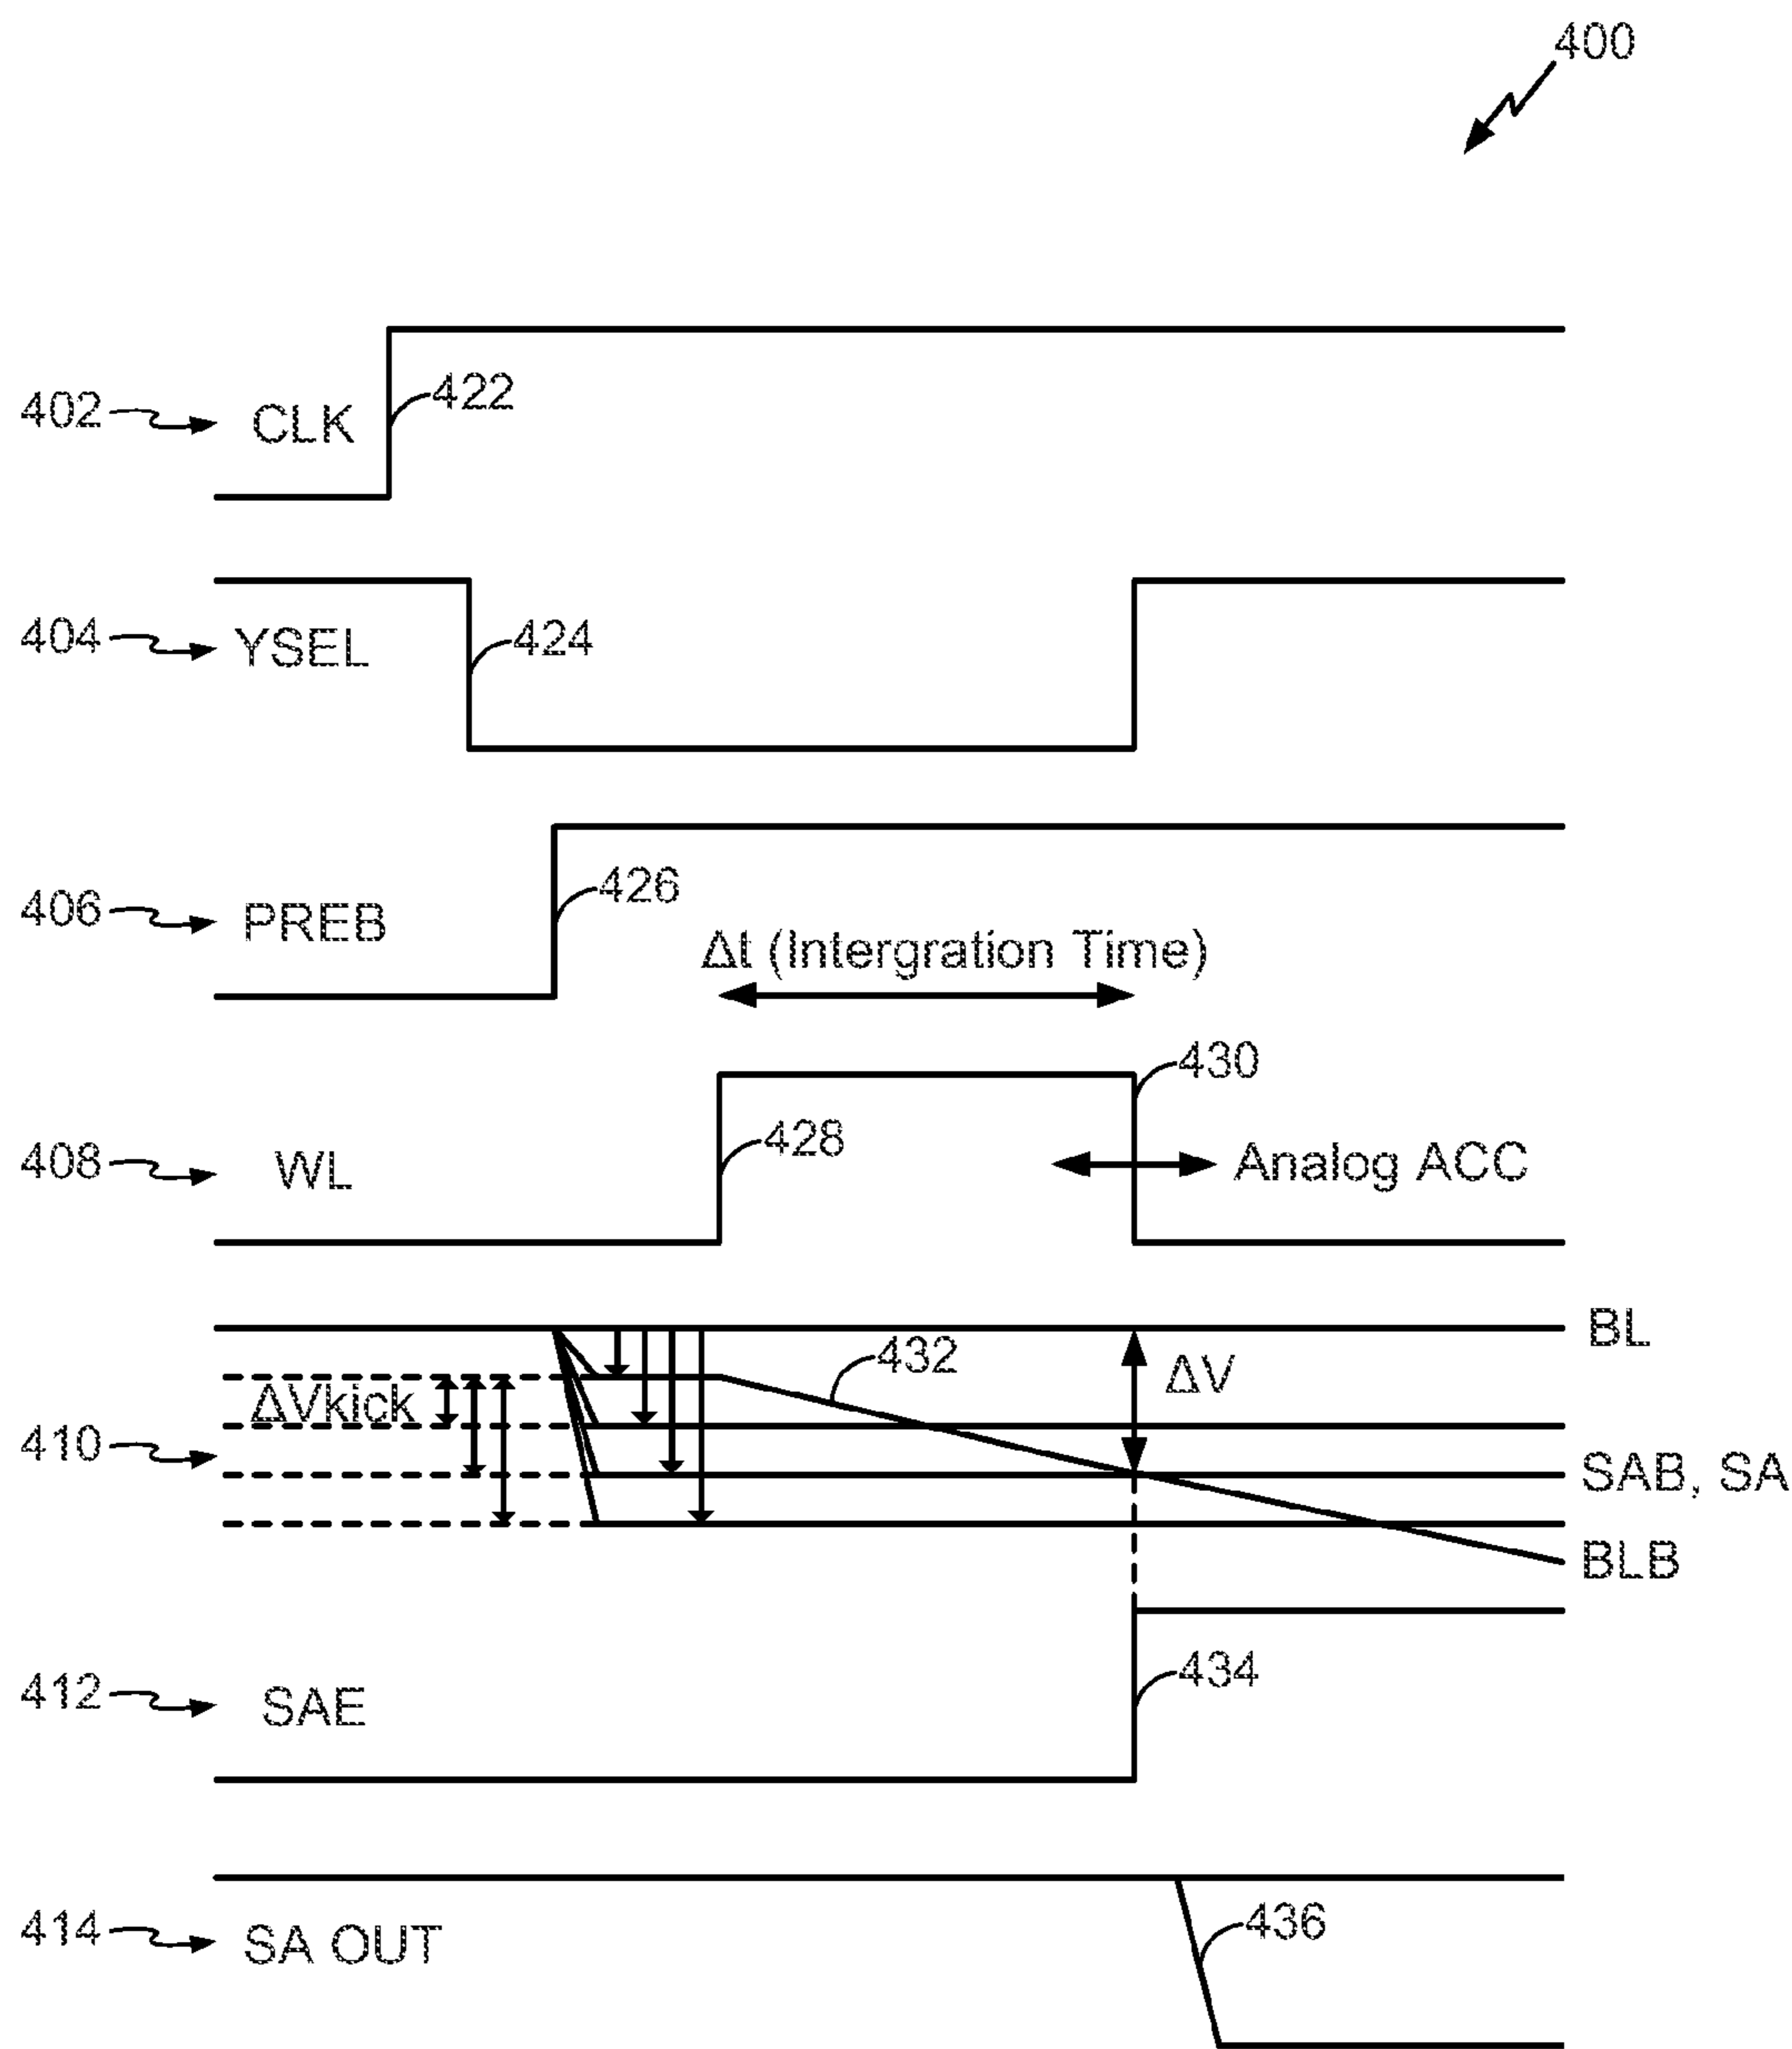 400
402 CLK 422
404 YSEL 424
406 PREB 426
Δt (Intergration Time)
408 WL 428 430 Analog ACC
BL
432 ΔV
ΔVkick
410 SAB, SA
BLB
412 SAE 434
414 SA OUT 436